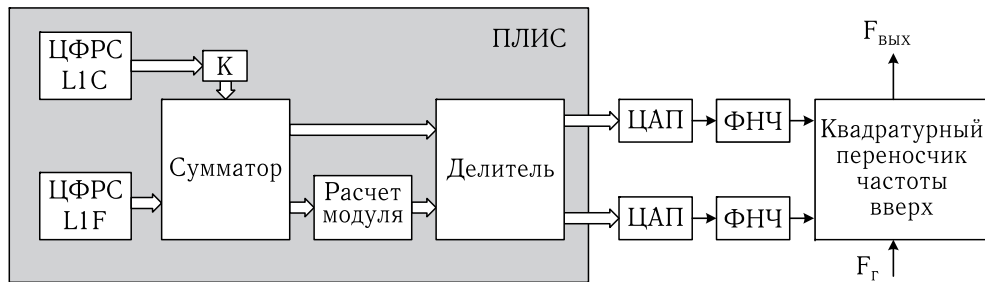 ПЛИС
ЦФРС
L1C
К
ЦФРС
L1F
Сумматор
Расчет
модуля
Делитель
ЦАП
ФНЧ
ЦАП
ФНЧ
Квадратурный
переносчик
частоты
вверх
Fвых
Fг